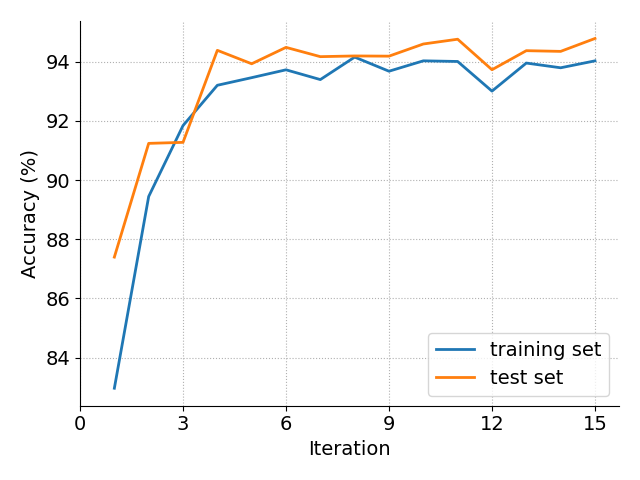 94
92
90
88
86
84
Accuracy (%)
training set
test set
0 3 6 9 12 15
Iteration